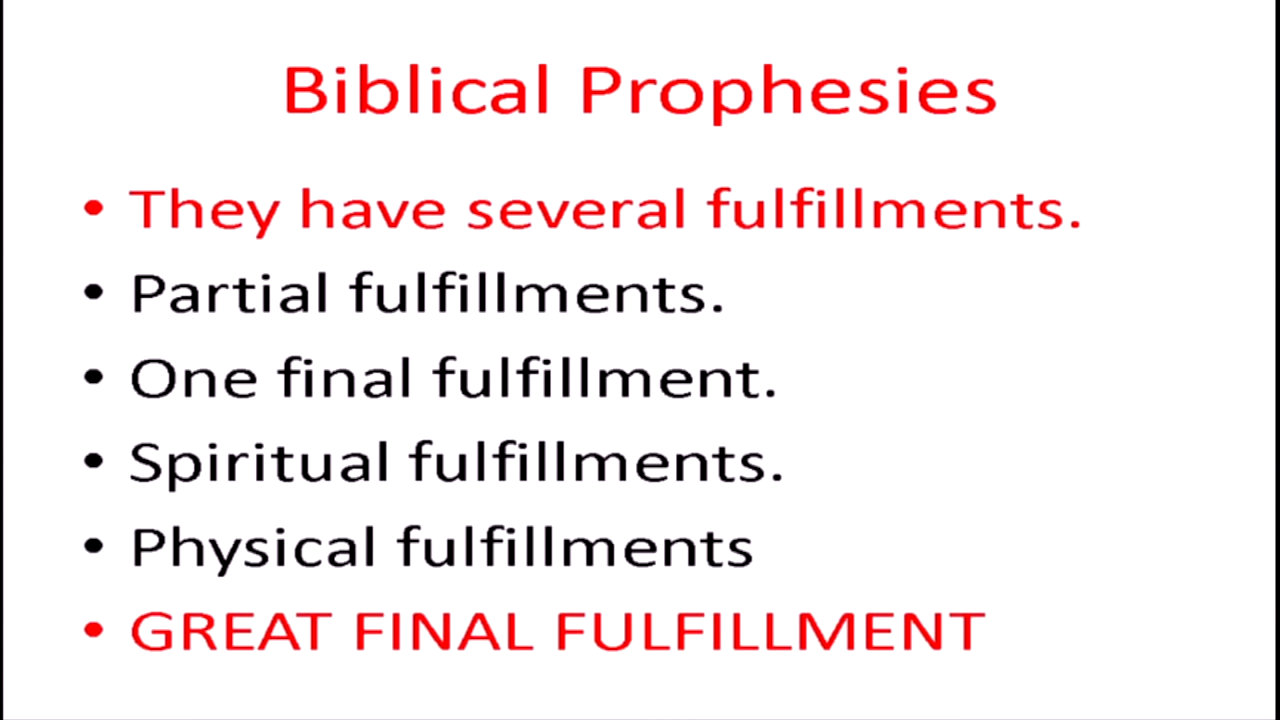 Biblical Prophesies
• They have several fulfillments.
• Partial fulfillments.
• One final fulfillment.
• Spiritual fulfillments.
• Physical fulfillments
• GREAT FINAL FULFILLMENT